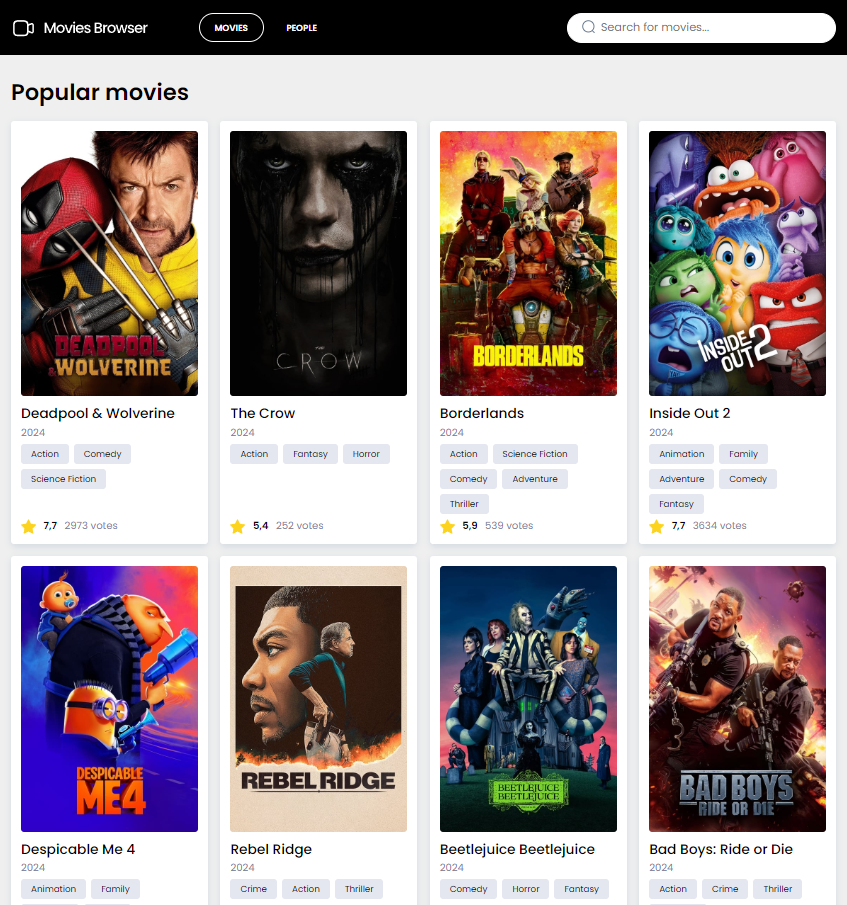 Movies Browser
MOVIES
PEOPLE
Search for movies...
Popular movies
DEADPOOL
& WOLVERINE
Deadpool & Wolverine
2024
Action Comedy
Science Fiction
7,7 2973 votes
THE
CROW
The Crow
2024
Action Fantasy Horror
5,4 252 votes
BORDERLANDS
Borderlands
2024
Action Science Fiction
Comedy Adventure
Thriller
5,9 539 votes
INSIDE
OUT 2
Inside Out 2
2024
Animation Family
Adventure Comedy
Fantasy
7,7 3634 votes
DESPICABLE
ME 4
Despicable Me 4
2024
Animation Family
REBEL RIDGE
Rebel Ridge
2024
Crime Action Thriller
BEETLEJUICE
BEETLEJUICE
Beetlejuice Beetlejuice
2024
Comedy Horror Fantasy
BAD BOYS
RIDE OR DIE
Bad Boys: Ride or Die
2024
Action Crime Thriller